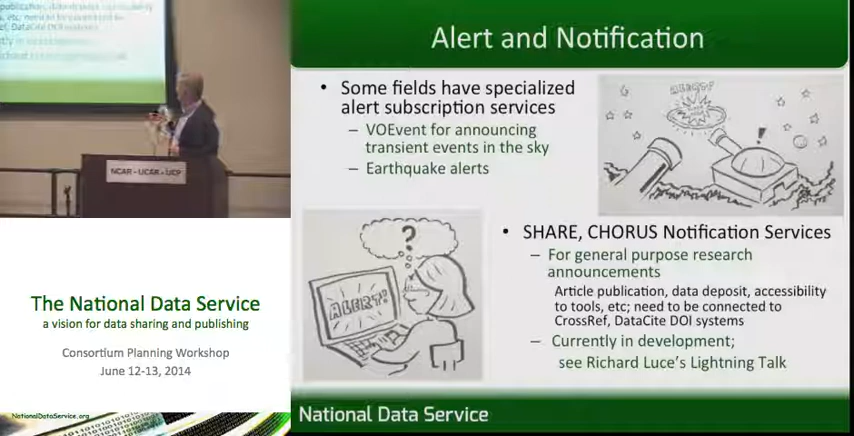 NCAR - UCAR - UCP
The National Data Service
a vision for data sharing and publishing
Consortium Planning Workshop
June 12-13, 2014
NationalDataService.org
Alert and Notification
• Some fields have specialized
alert subscription services
– VOEvent for announcing
transient events in the sky
– Earthquake alerts
ALERT!
?
ALERT!
• SHARE, CHORUS Notification Services
– For general purpose research
announcements
Article publication, data deposit, accessibility
to tools, etc; need to be connected to
CrossRef, DataCite DOI systems
– Currently in development;
see Richard Luce's Lightning Talk
National Data Service